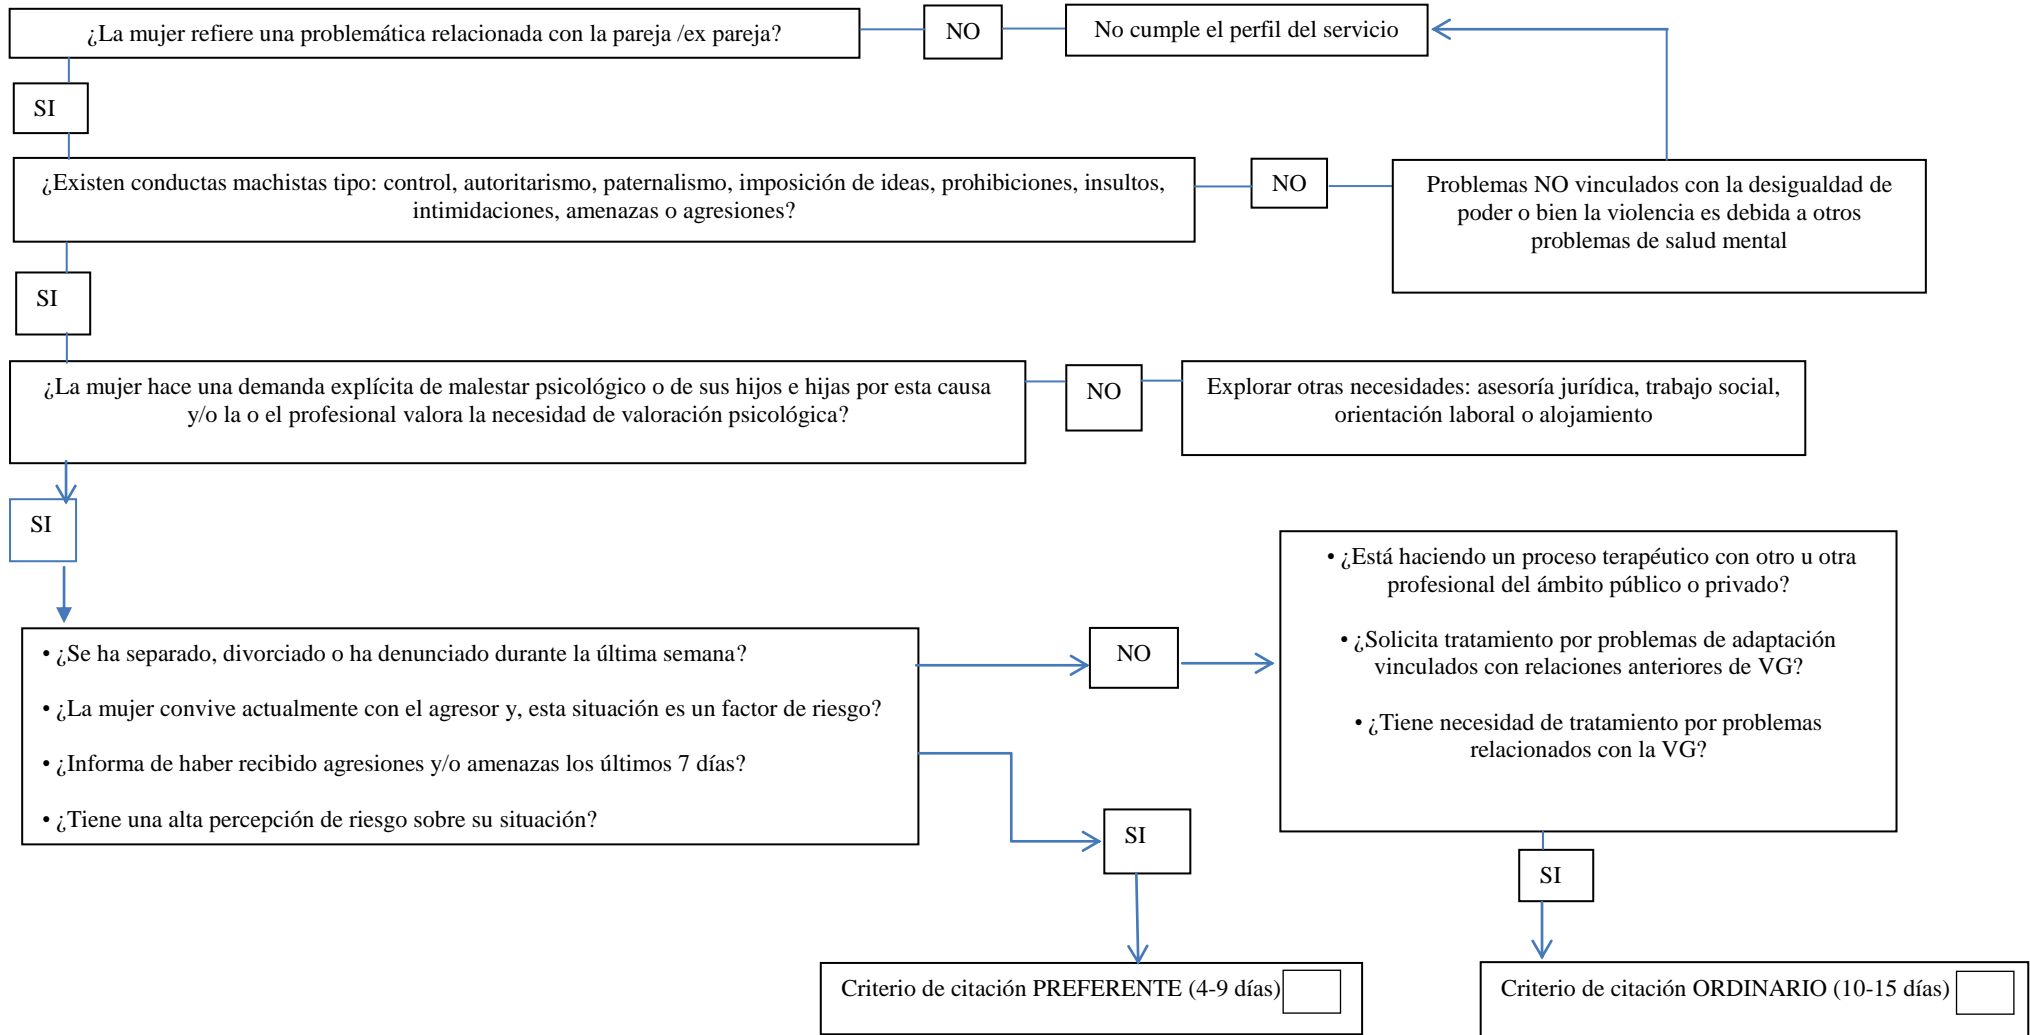 ¿La mujer refiere una problemática relacionada con la pareja /ex pareja?
NO
No cumple el perfil del servicio
SI
¿Existen conductas machistas tipo: control, autoritarismo, paternalismo, imposición de ideas, prohibiciones, insultos,
intimidaciones, amenazas o agresiones?
NO
Problemas NO vinculados con la desigualdad de
poder o bien la violencia es debida a otros
problemas de salud mental
SI
¿La mujer hace una demanda explícita de malestar psicológico o de sus hijos e hijas por esta causa
y/o la o el profesional valora la necesidad de valoración psicológica?
NO
Explorar otras necesidades: asesoría jurídica, trabajo social,
orientación laboral o alojamiento
SI
• ¿Se ha separado, divorciado o ha denunciado durante la última semana?
• ¿La mujer convive actualmente con el agresor y, esta situación es un factor de riesgo?
• ¿Informa de haber recibido agresiones y/o amenazas los últimos 7 días?
• ¿Tiene una alta percepción de riesgo sobre su situación?
NO
• ¿Está haciendo un proceso terapéutico con otro u otra
profesional del ámbito público o privado?
• ¿Solicita tratamiento por problemas de adaptación
vinculados con relaciones anteriores de VG?
• ¿Tiene necesidad de tratamiento por problemas
relacionados con la VG?
SI
SI
Criterio de citación PREFERENTE (4-9 días)
Criterio de citación ORDINARIO (10-15 días)